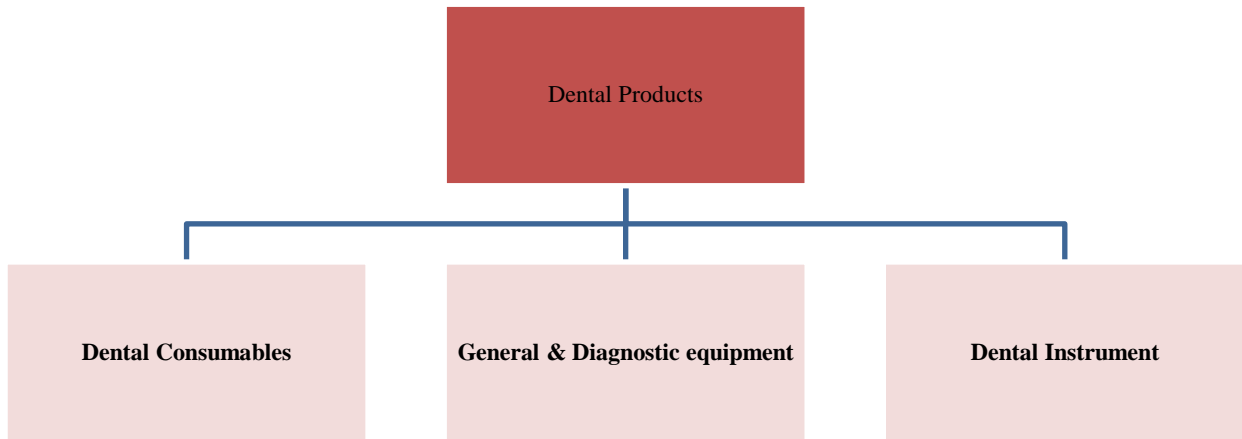 Dental Products
Dental Consumables
General & Diagnostic equipment
Dental Instrument